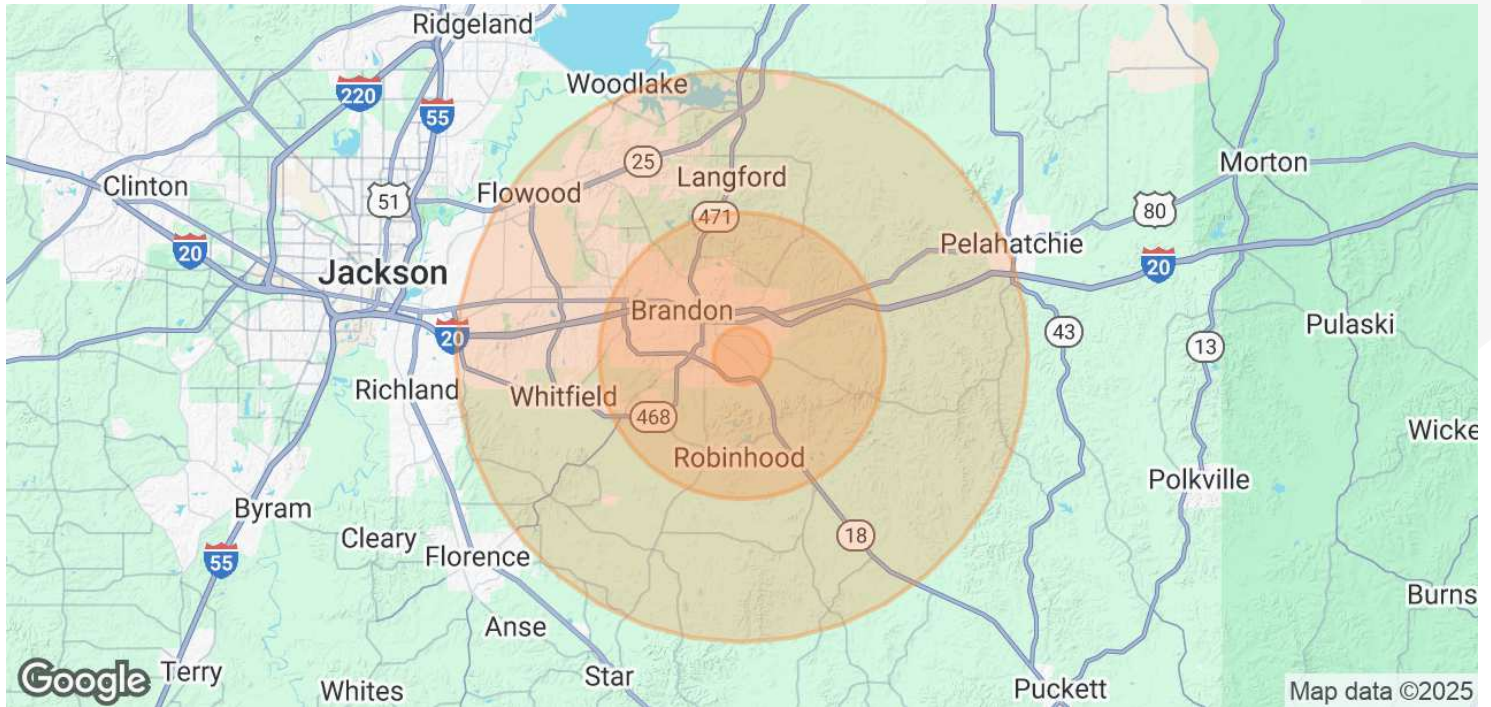 Ridgeland
Woodlake
220
55
25
Morton
Clinton
51
Flowood
Langford
471
80
20
Jackson
Pelahatchie
20
Brandon
20
43
13
Pulaski
Richland
Whitfield
468
Wicke
Robinhood
Polkville
Byram
Cleary
18
Florence
55
Burns
Anse
Terry
Star
Whites
Puckett
Google
Map data ©2025